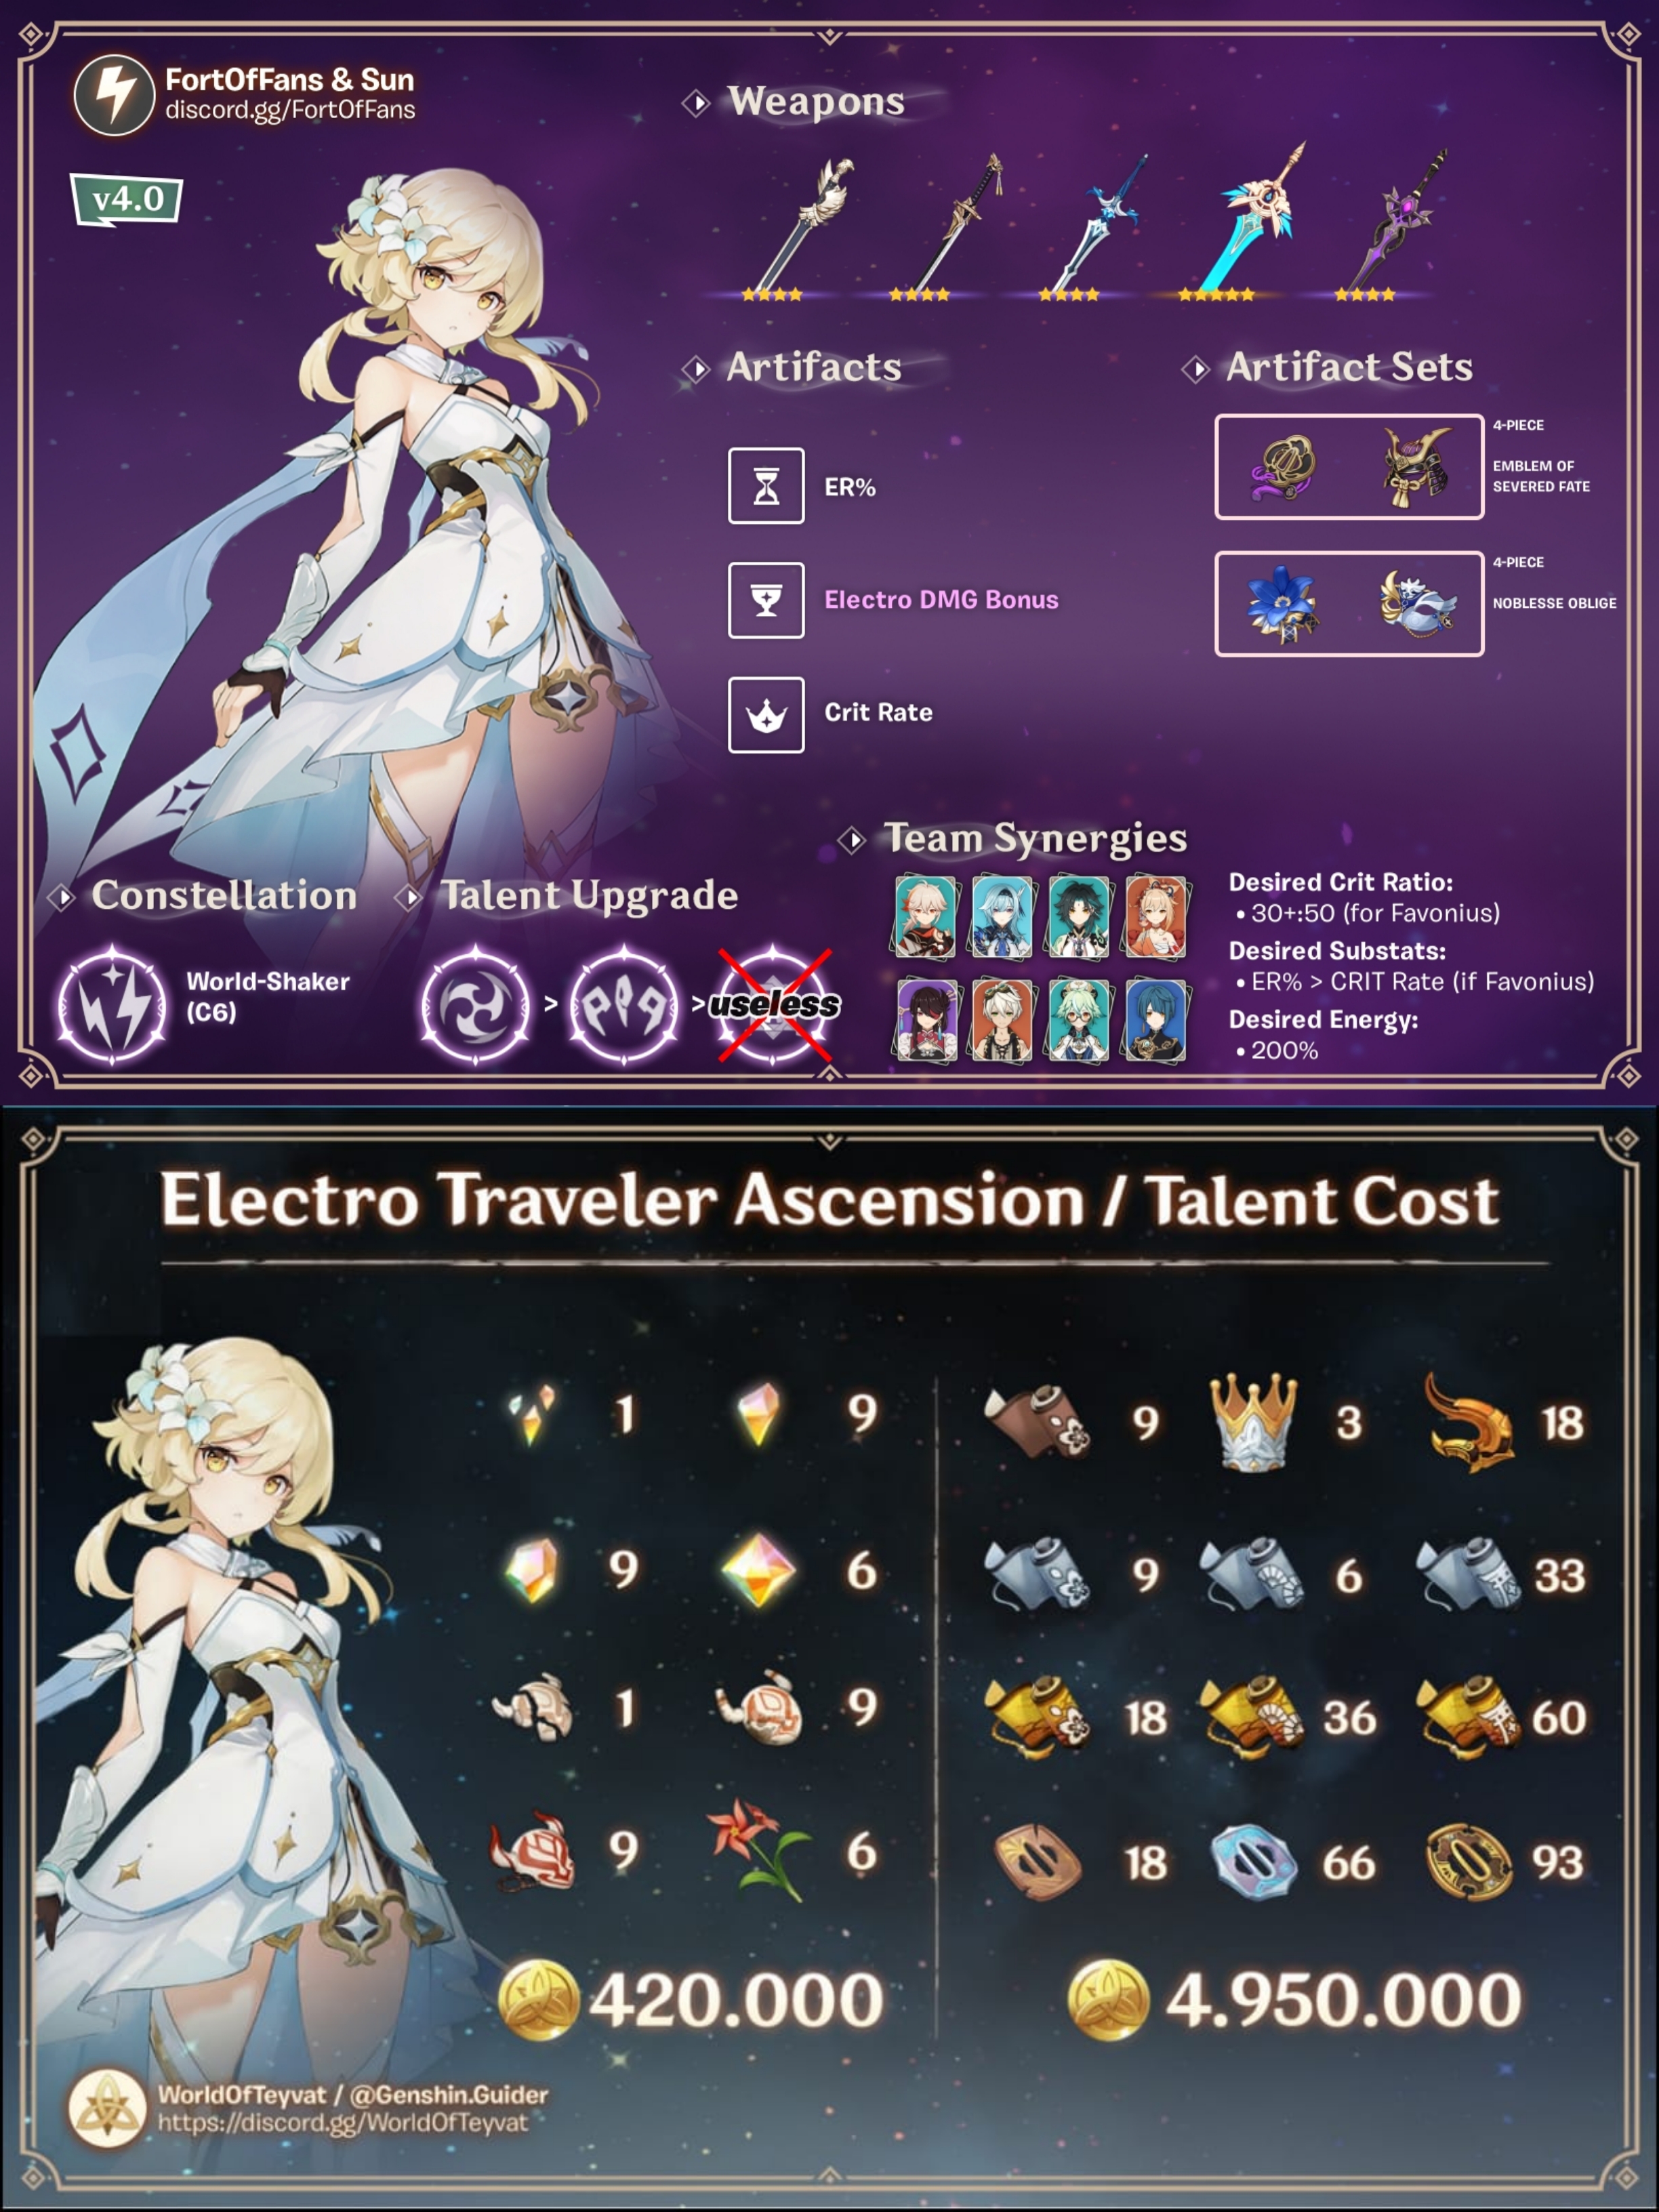 FortOfFans & Sun
discord.gg/FortOfFans
v4.0
Weapons
Artifacts
ER%
Electro DMG Bonus
Crit Rate
Artifact Sets
4-PIECE
EMBLEM OF
SEVERED FATE
4-PIECE
NOBLESSE OBLIGE
Constellation
World-Shaker
(C6)
Talent Upgrade
> > useless
Team Synergies
Desired Crit Ratio:
• 30+:50 (for Favonius)
Desired Substats:
• ER% > CRIT Rate (if Favonius)
Desired Energy:
• 200%
Electro Traveler Ascension / Talent Cost
1 9
9 6
1 9
9 6
420.000
9 3 18
9 6 33
18 36 60
18 66 93
4.950.000
WorldOfTeyvat / @Genshin.Guider
https://discord.gg/WorldOfTeyvat